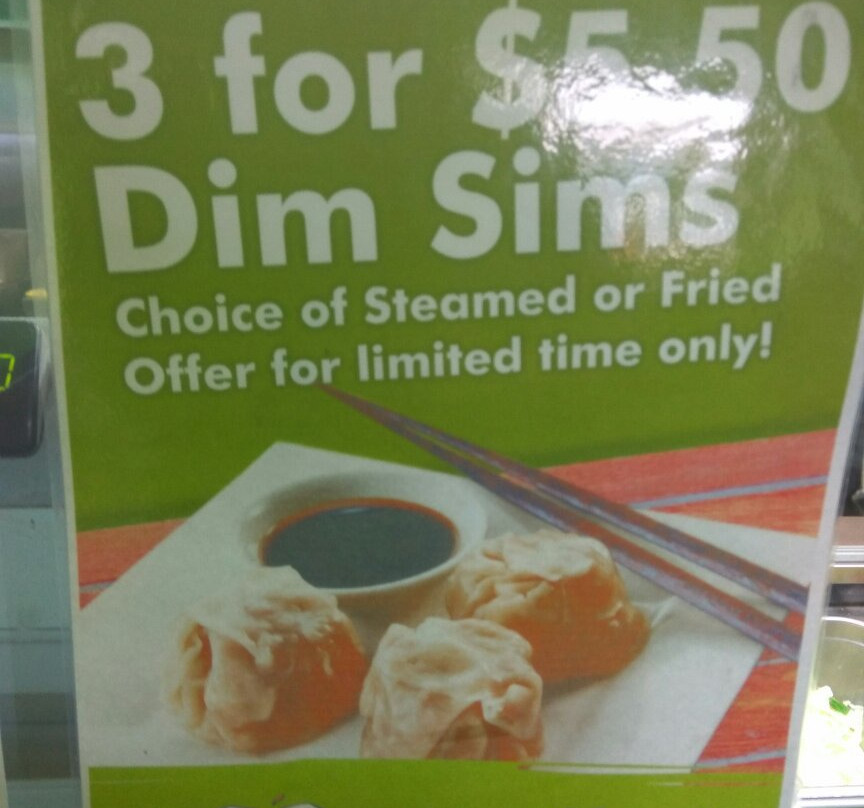 3 for $5.50
Dim Sims
Choice of Steamed or Fried
Offer for limited time only!